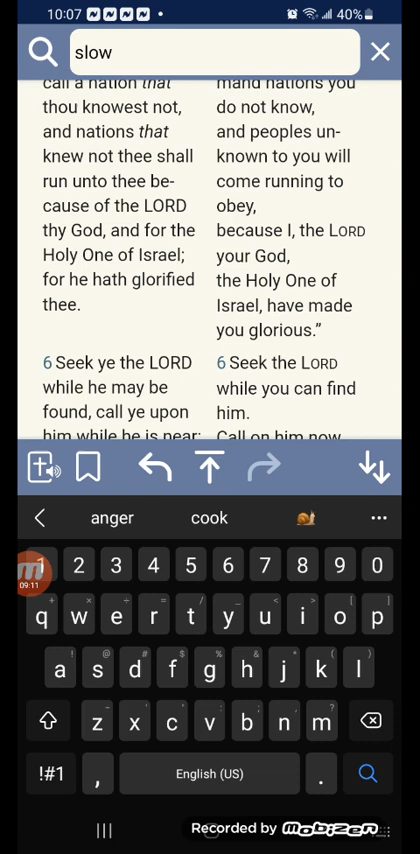 10:07 40%
slow
call a nation that
thou knowest not,
and nations that
knew not thee shall
run unto thee be-
cause of the LORD
thy God, and for the
Holy One of Israel;
for he hath glorified
thee.
6 Seek ye the LORD
while he may be
found, call ye upon
him while he is near:
mand nations you
do not know,
and peoples un-
known to you will
come running to
obey,
because I, the LORD
your God,
the Holy One of
Israel, have made
you glorious.”
6 Seek the LORD
while you can find
him.
Call on him now
anger cook
1 2 3 4 5 6 7 8 9 0
09:11
q w e r t y u i o p
a s d f g h j k l
z x c v b n m
!#1 , English (US) .
Recorded by mobizen